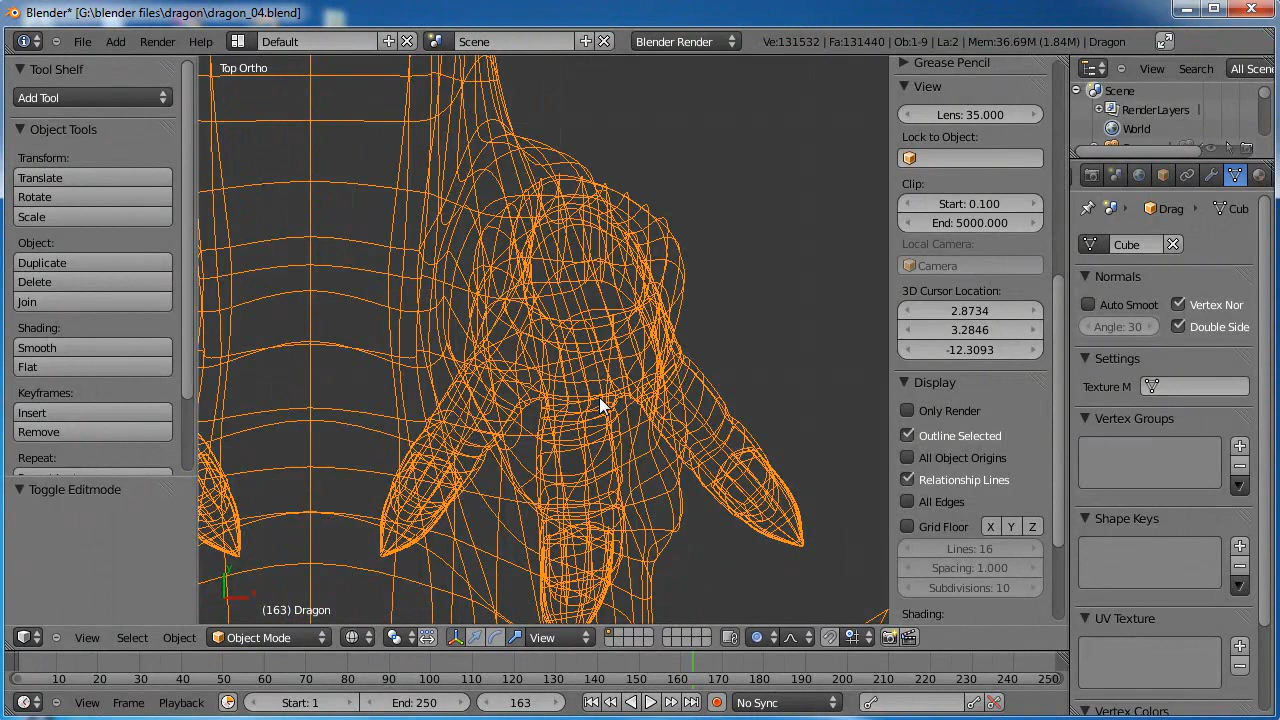 Blender* [G:\blender files\dragon\dragon_04.blend]
File Add Render Help Default Scene Blender Render Ve:131532 | Fa:131440 | Ob:1-9 | La:2 | Mem:36.69M (1.84M) | Dragon
Tool Shelf
Add Tool
Object Tools
Transform:
Translate
Rotate
Scale
Object:
Duplicate
Delete
Join
Shading:
Smooth
Flat
Keyframes:
Insert
Remove
Repeat:
Toggle Editmode
Top Ortho
y
x
(163) Dragon
Grease Pencil
View
Lens: 35.000
Lock to Object:
Clip:
Start: 0.100
End: 5000.000
Local Camera:
Camera
3D Cursor Location:
2.8734
3.2846
-12.3093
Display
Only Render
Outline Selected
All Object Origins
Relationship Lines
All Edges
Grid Floor X Y Z
Lines: 16
Spacing: 1.000
Subdivisions: 10
Shading:
View Search All Scene
Scene
RenderLayers
World
Drag Cub
Cube
Normals
Auto Smoot Vertex Nor
Angle: 30 Double Side
Settings
Texture M
Vertex Groups
Shape Keys
UV Texture
Vertex Colors
View Select Object Object Mode View
10 20 30 40 50 60 70 80 90 100 110 120 130 140 150 160 170 180 190 200 210 220 230 240 250
View Frame Playback Start: 1 End: 250 163 No Sync